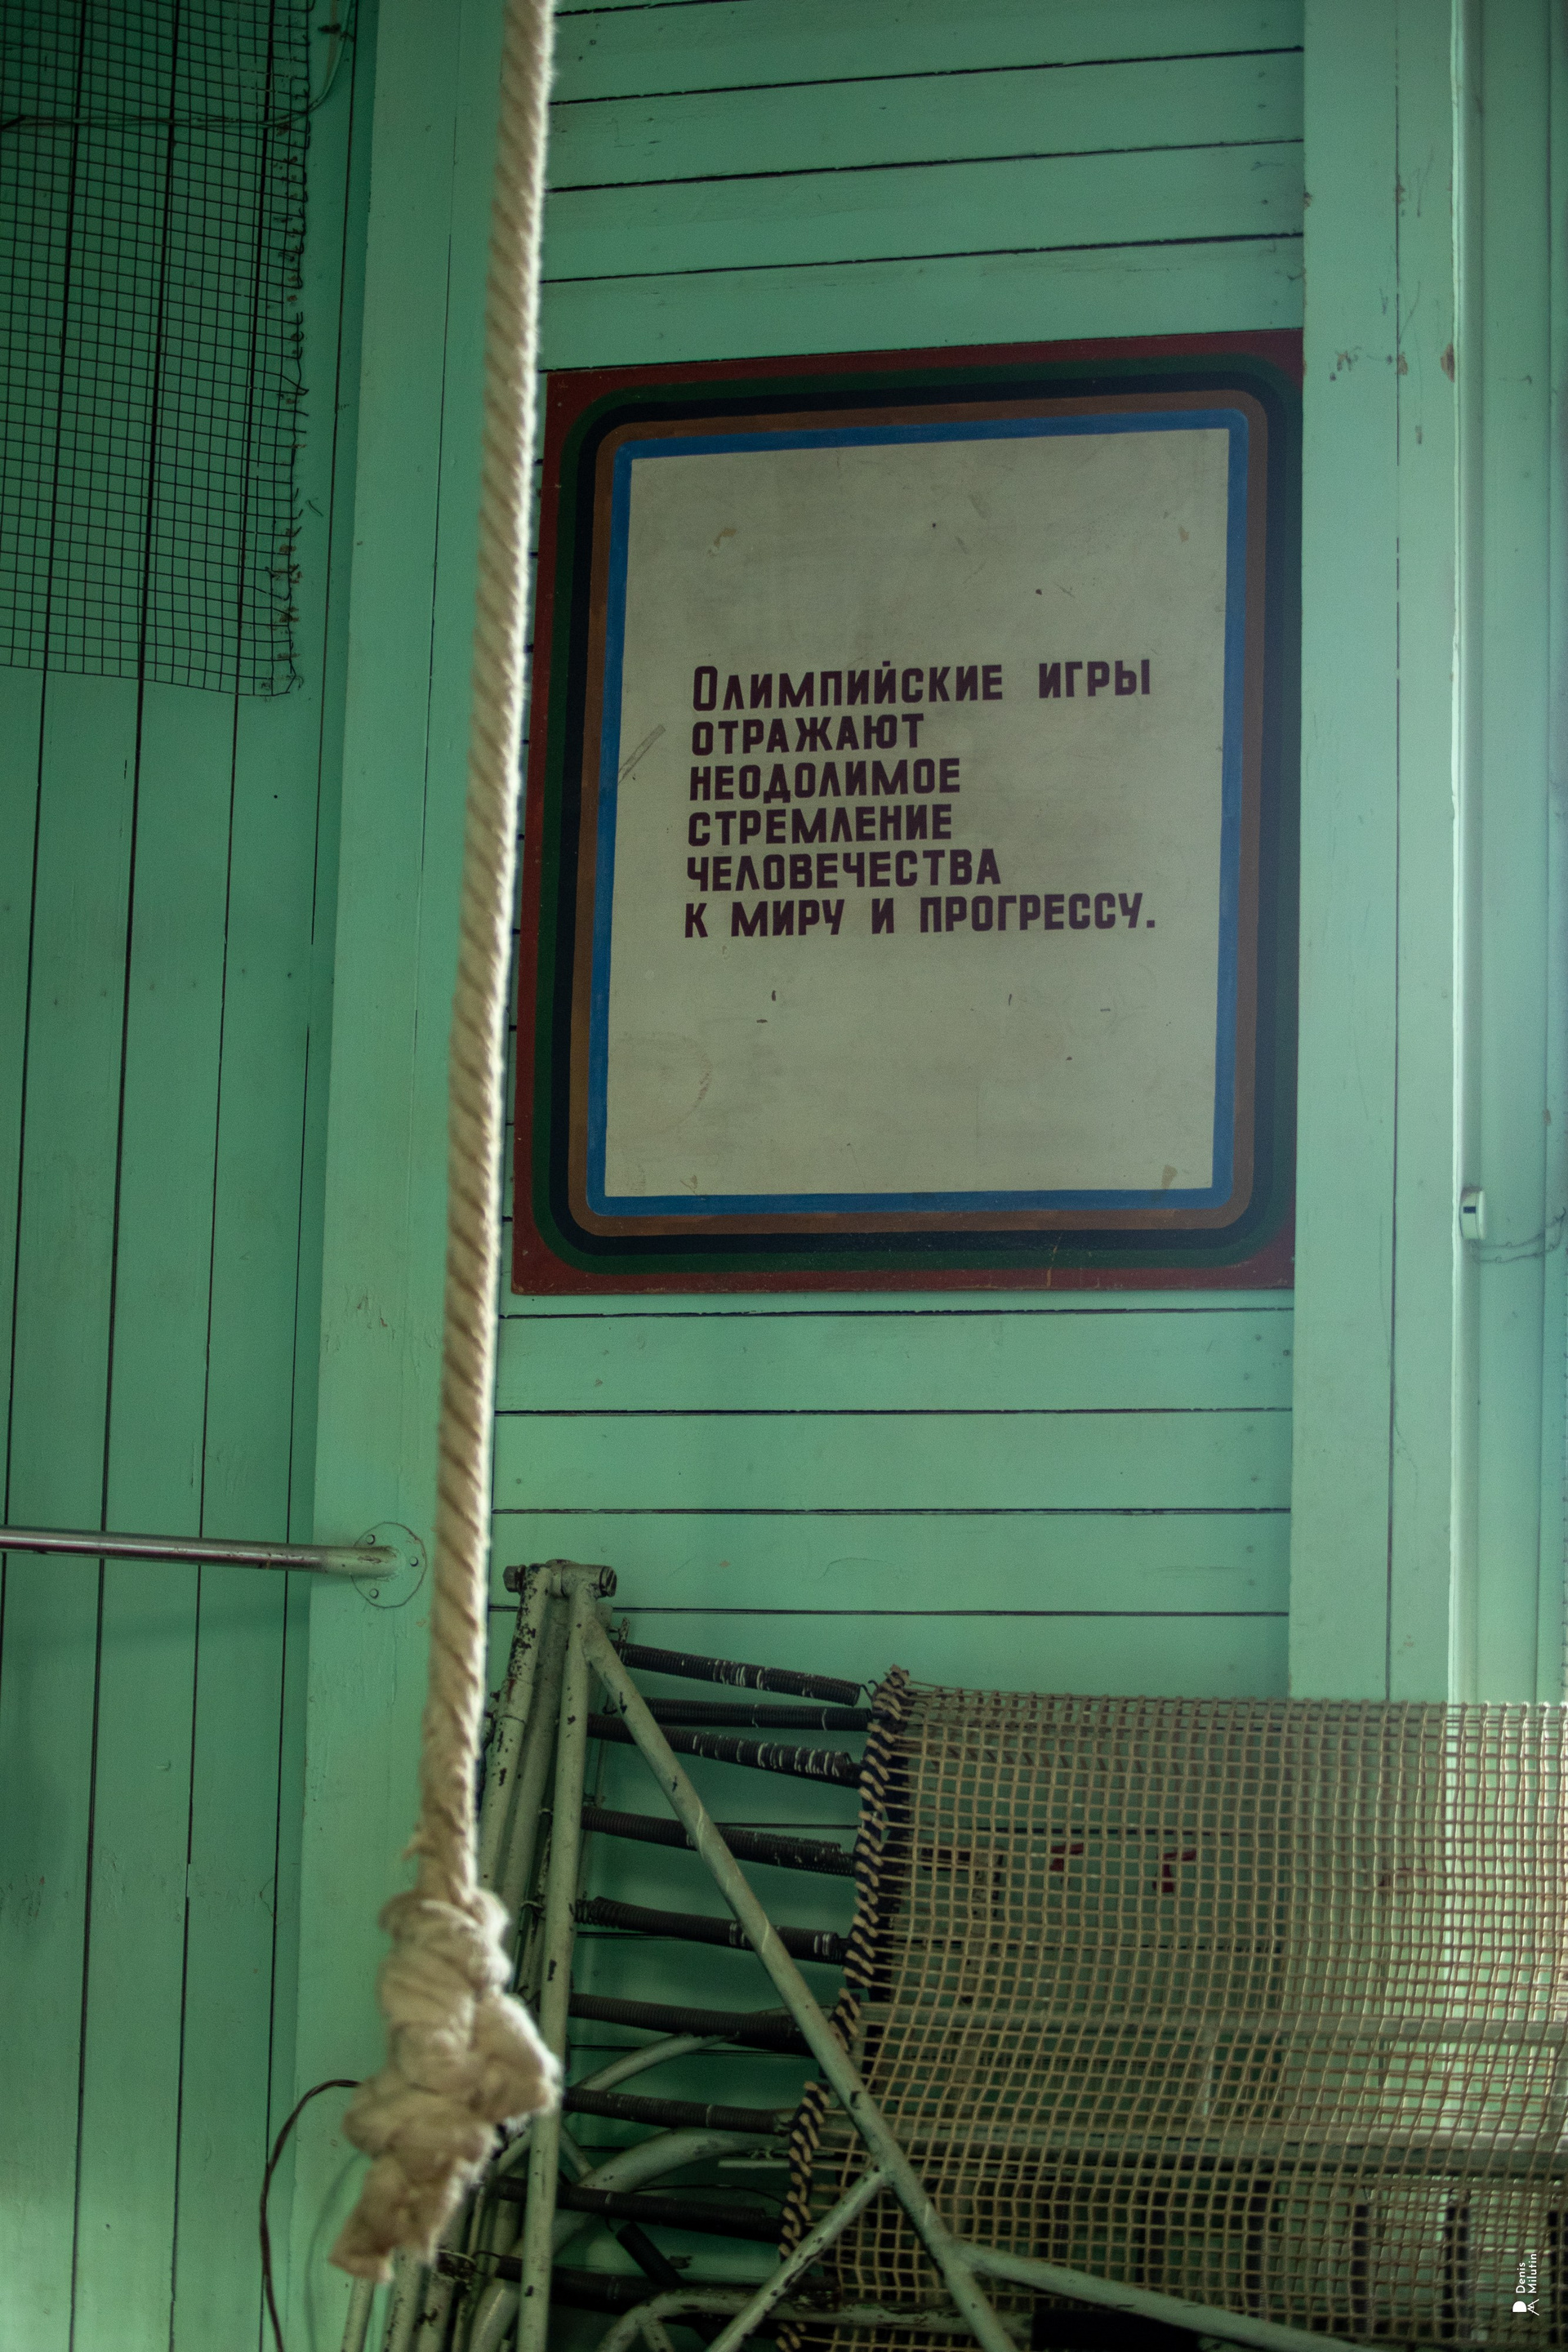 Олимпийские игры
отражают
неодолимое
стремление
человечества
к миру и прогрессу.
Denis
Milutin